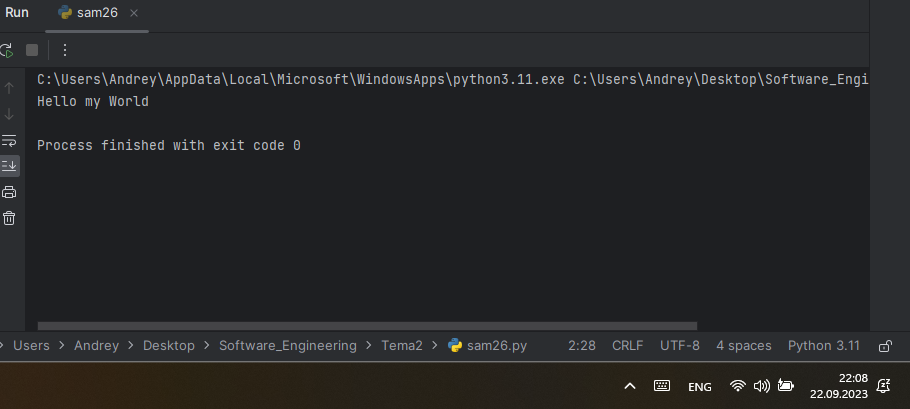 Run sam26
C:\Users\Andrey\AppData\Local\Microsoft\WindowsApps\python3.11.exe C:\Users\Andrey\Desktop\Software_Engi
Hello my World
Process finished with exit code 0
Users > Andrey > Desktop > Software_Engineering > Tema2 > sam26.py 2:28 CRLF UTF-8 4 spaces Python 3.11
ENG 22:08
22.09.2023